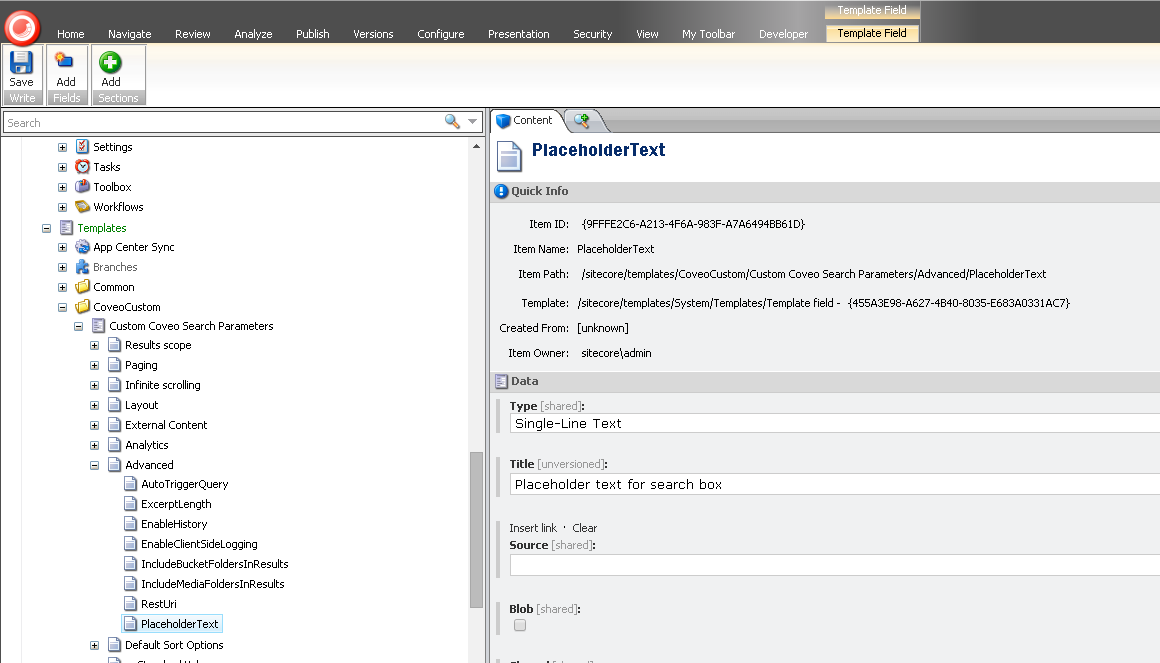 Template Field
Home Navigate Review Analyze Publish Versions Configure Presentation Security View My Toolbar Developer Template Field
Save Add Add
Write Fields Sections
Search
Content
Settings
Tasks
Toolbox
Workflows
Templates
App Center Sync
Branches
Common
CoveoCustom
Custom Coveo Search Parameters
Results scope
Paging
Infinite scrolling
Layout
External Content
Analytics
Advanced
AutoTriggerQuery
ExcerptLength
EnableHistory
EnableClientSideLogging
IncludeBucketFoldersInResults
IncludeMediaFoldersInResults
RestUri
PlaceholderText
Default Sort Options
PlaceholderText
Quick Info
Item ID: {9FFFE2C6-A213-4F6A-983F-A7A6494BB61D}
Item Name: PlaceholderText
Item Path: /sitecore/templates/CoveoCustom/Custom Coveo Search Parameters/Advanced/PlaceholderText
Template: /sitecore/templates/System/Templates/Template field - {455A3E98-A627-4B40-8035-E683A0331AC7}
Created From: [unknown]
Item Owner: sitecore\admin
Data
Type [shared]:
Single-Line Text
Title [unversioned]:
Placeholder text for search box
Insert link · Clear
Source [shared]:
Blob [shared]: